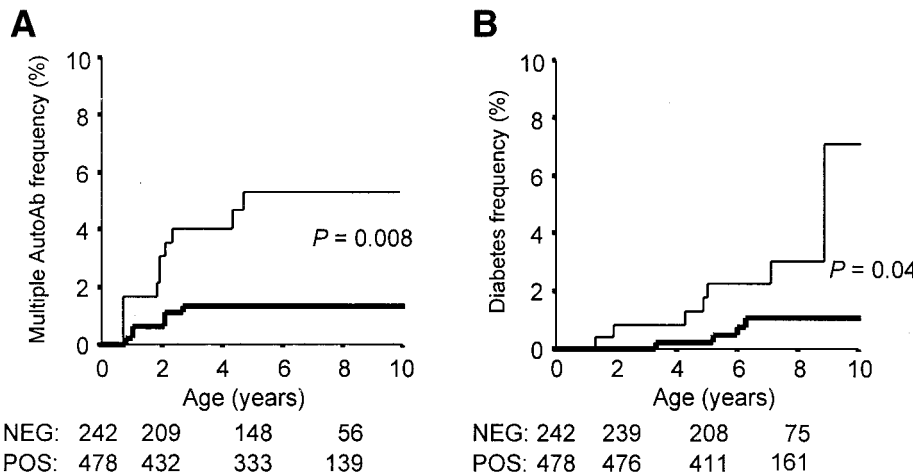 A
Multiple AutoAb frequency (%)
10
8
6
4
2
0
P = 0.008
0 2 4 6 8 10
Age (years)
NEG: 242 209 148 56
POS: 478 432 333 139
B
Diabetes frequency (%)
10
8
6
4
2
0
P = 0.04
0 2 4 6 8 10
Age (years)
NEG: 242 239 208 75
POS: 478 476 411 161